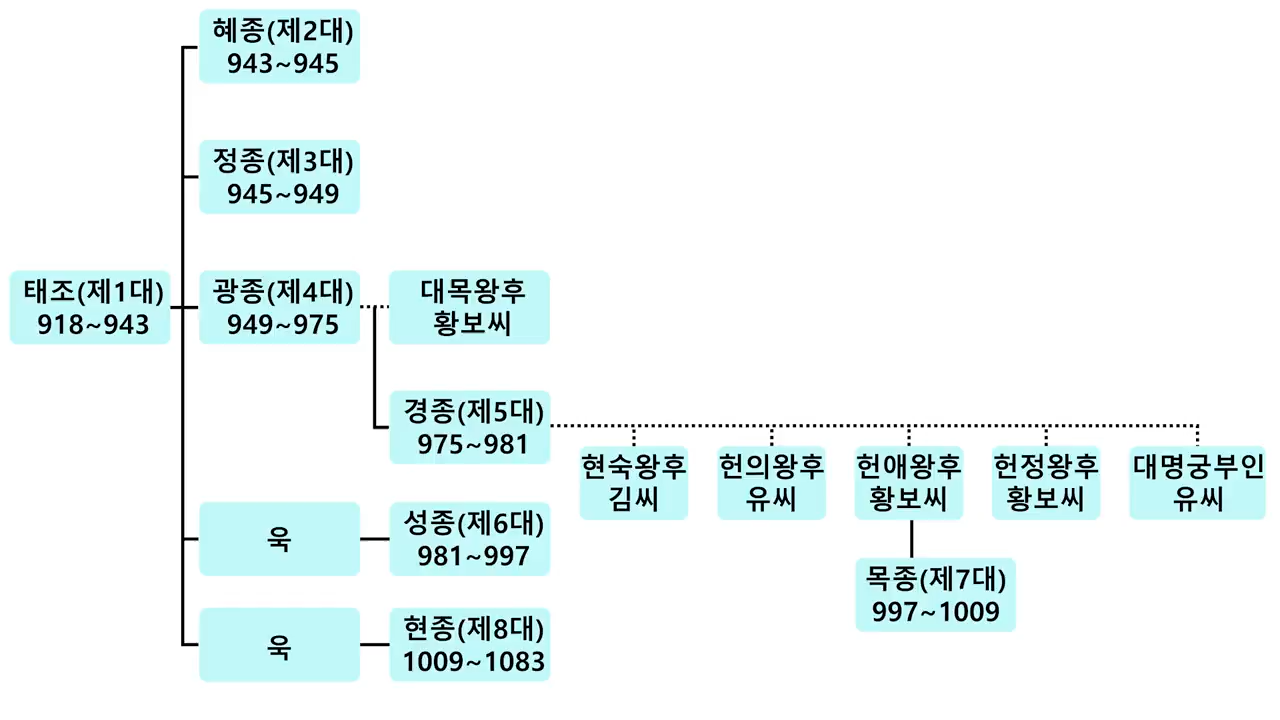 혜종(제2대)
943~945
정종(제3대)
945~949
태조(제1대)
918~943
광종(제4대)
949~975
대목왕후
황보씨
경종(제5대)
975~981
현숙왕후
김씨
헌의왕후
유씨
헌애왕후
황보씨
헌정왕후
황보씨
대명궁부인
유씨
욱
성종(제6대)
981~997
목종(제7대)
997~1009
욱
현종(제8대)
1009~1083